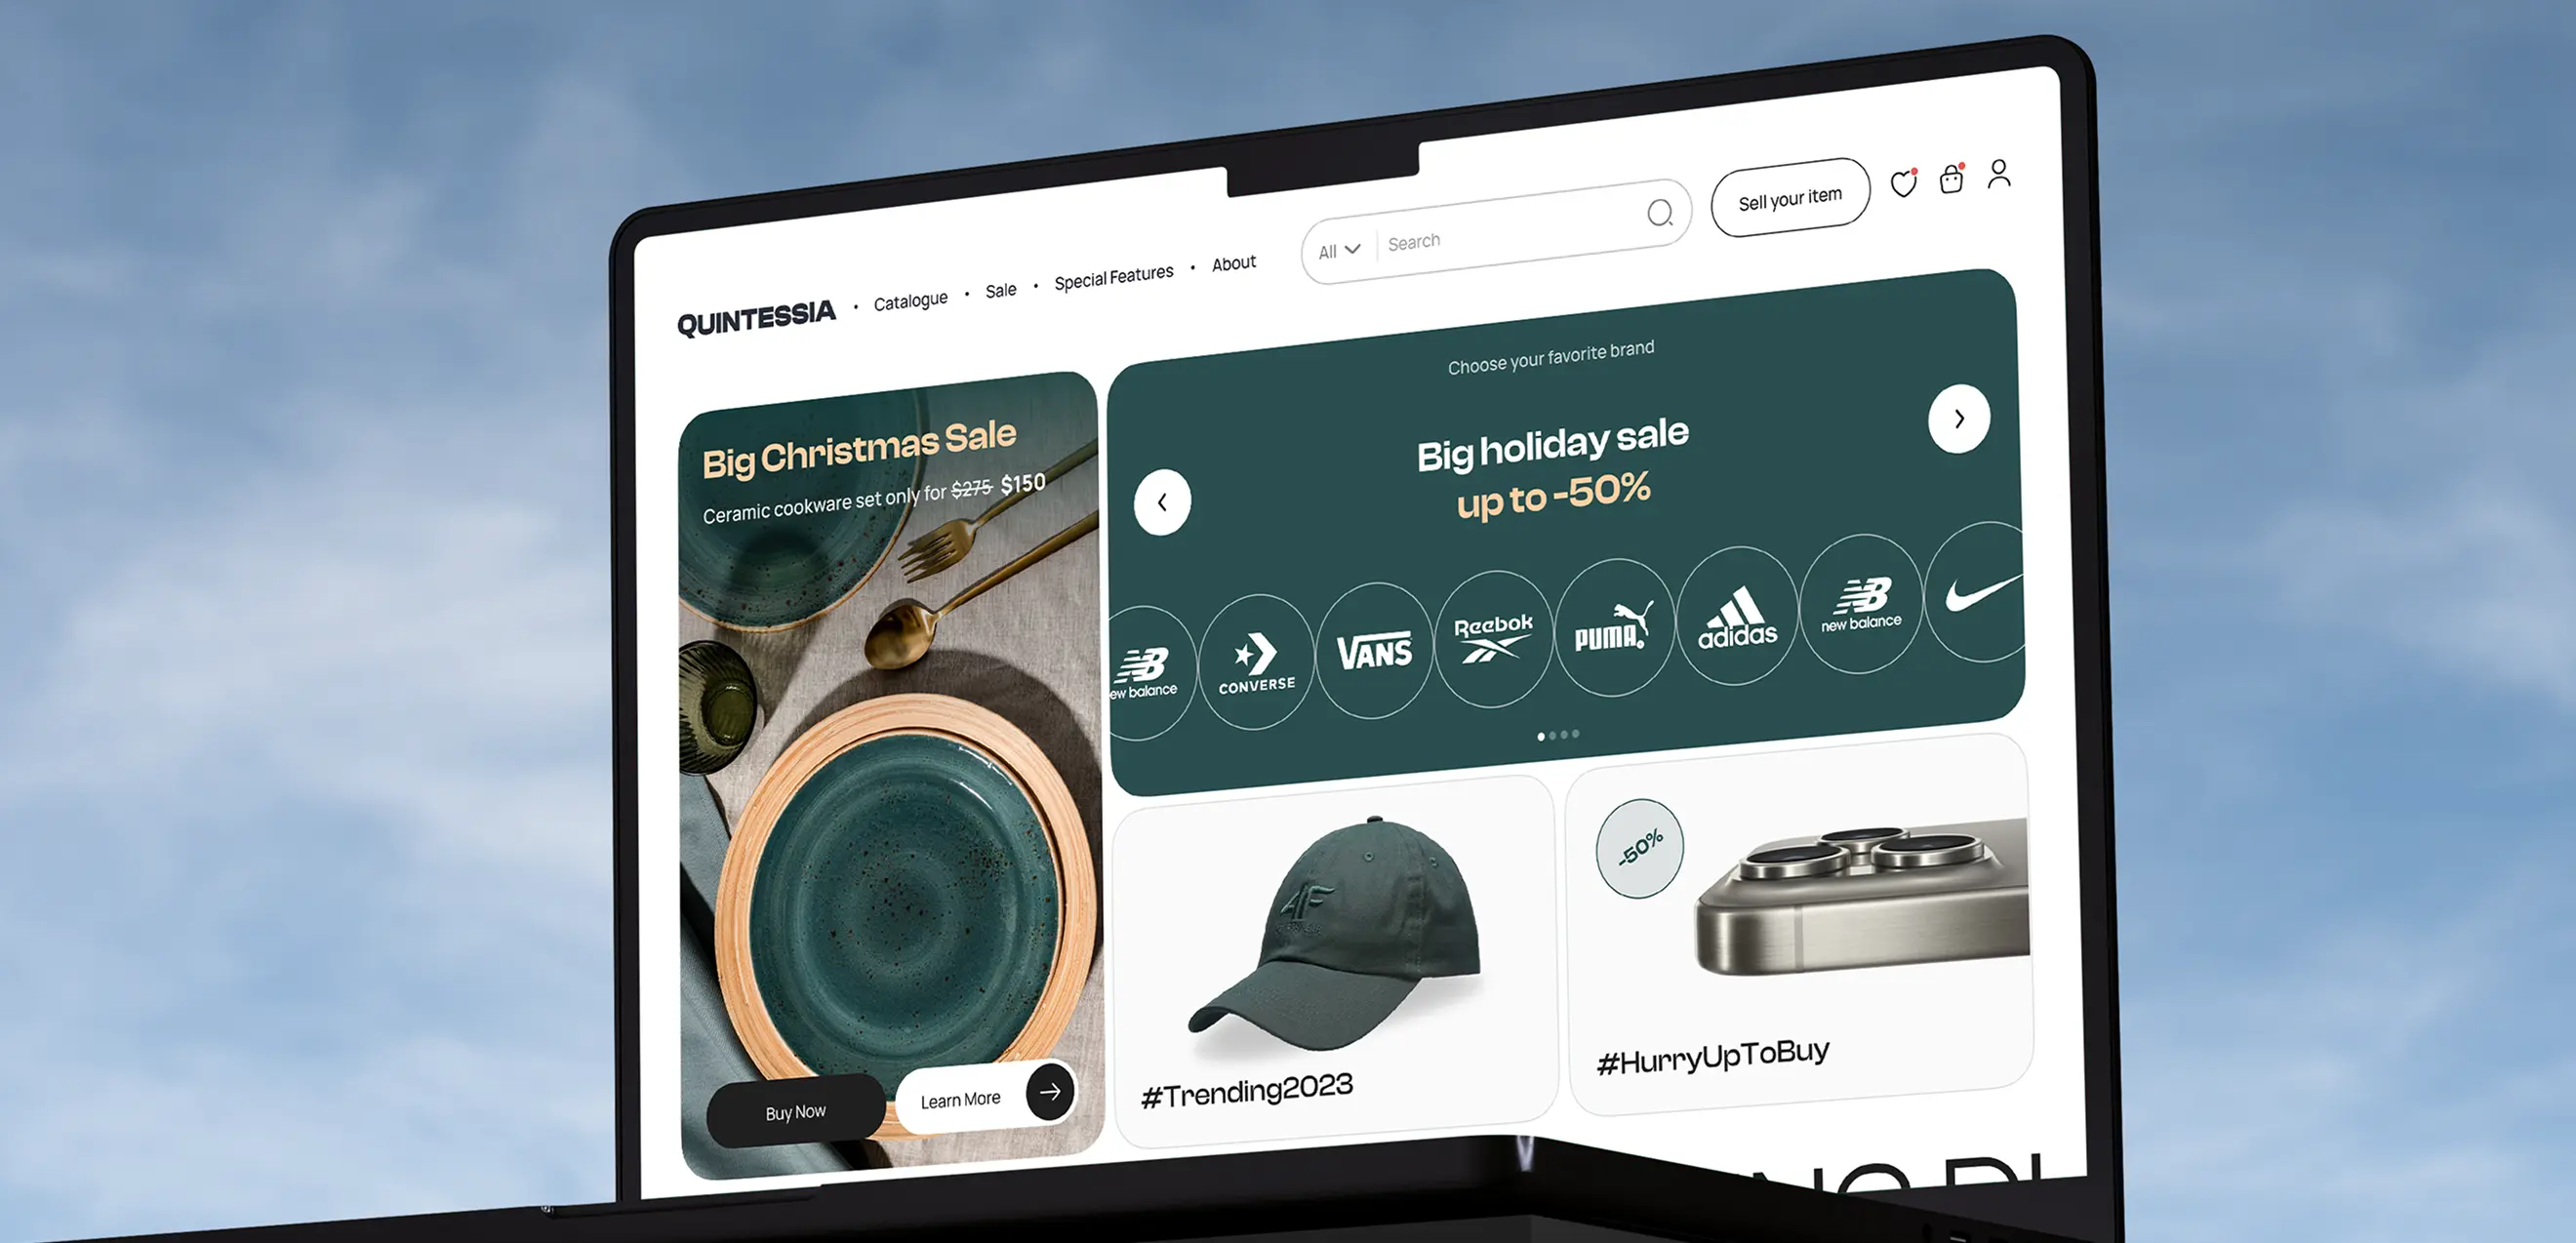 QUINTESSIA • Catalogue • Sale • Special Features • About
All Search
Sell your item
Big Christmas Sale
Ceramic cookware set only for $275 $150
Buy Now
Learn More
Choose your favorite brand
Big holiday sale
up to -50%
ew balance
CONVERSE
VANS
Reebok
PUMA
adidas
new balance
4F
#Trending2023
-50%
#HurryUpToBuy